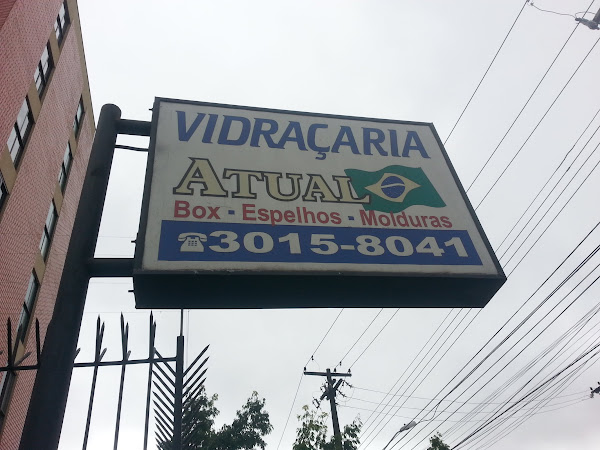 VIDRAÇARIA
ATUAL
Box - Espelhos - Molduras
☎3015-8041